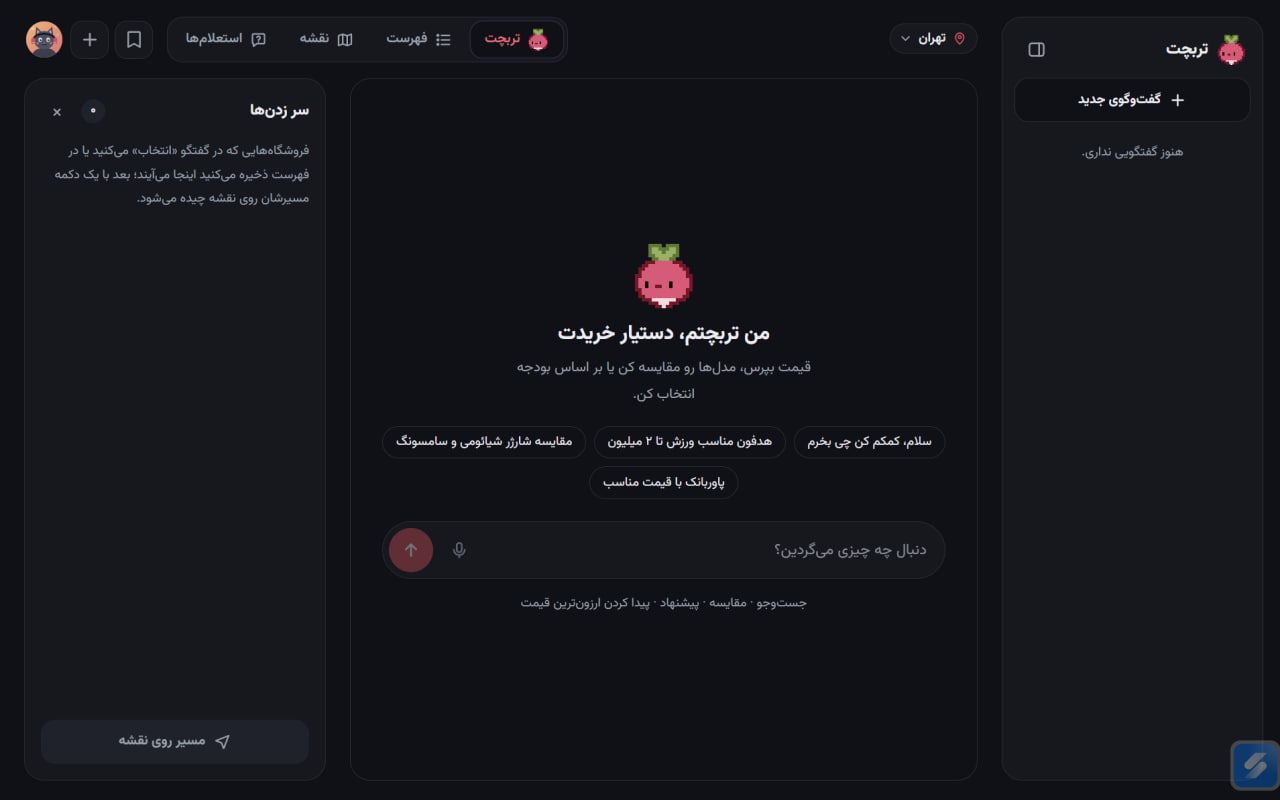 تربچت
گفت‌وگوی جدید
هنوز گفتگویی نداری.
تهران
تربچت
فهرست
نقشه
استعلام‌ها
من تربچتم، دستیار خریدت
قیمت بپرس، مدل‌ها رو مقایسه کن یا بر اساس بودجه
انتخاب کن.
سلام، کمکم کن چی بخرم
هدفون مناسب ورزش تا ۲ میلیون
مقایسه شارژر شیائومی و سامسونگ
پاوربانک با قیمت مناسب
دنبال چه چیزی می‌گردین؟
جست‌وجو · مقایسه · پیشنهاد · پیدا کردن ارزون‌ترین قیمت
سر زدن‌ها
۰
فروشگاه‌هایی که در گفتگو «انتخاب» می‌کنید یا در
فهرست ذخیره می‌کنید اینجا می‌آیند؛ بعد با یک دکمه
مسیرشان روی نقشه چیده می‌شود.
مسیر روی نقشه